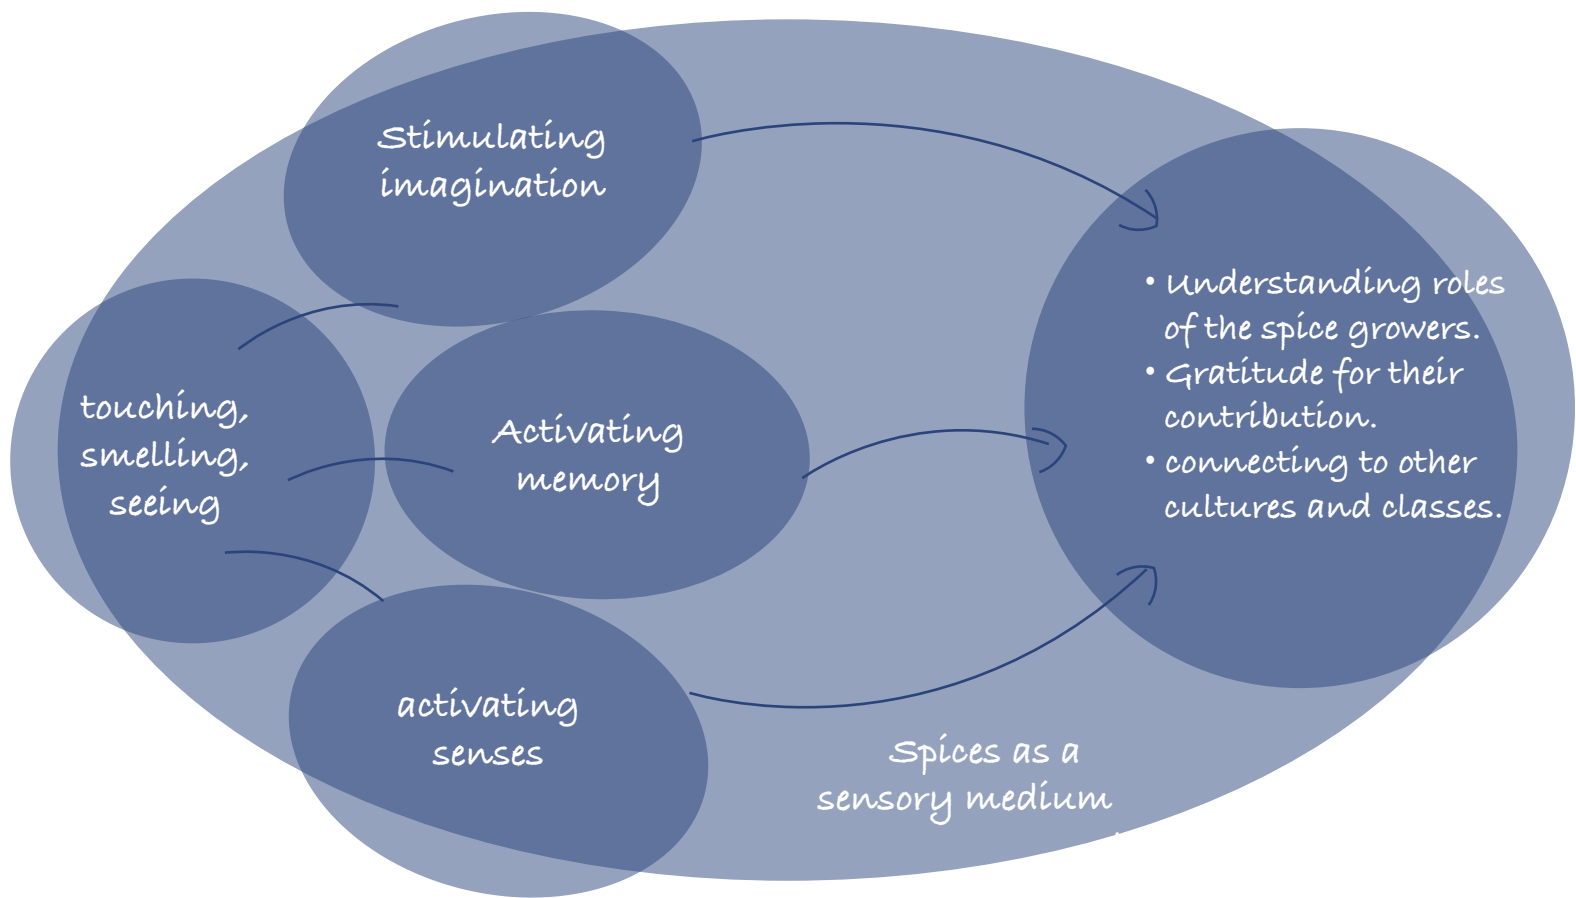 Stimulating
imagination
touching,
smelling,
seeing
Activating
memory
activating
senses
• Understanding roles
of the spice growers.
• Gratitude for their
contribution.
• connecting to other
cultures and classes.
Spices as a
sensory medium